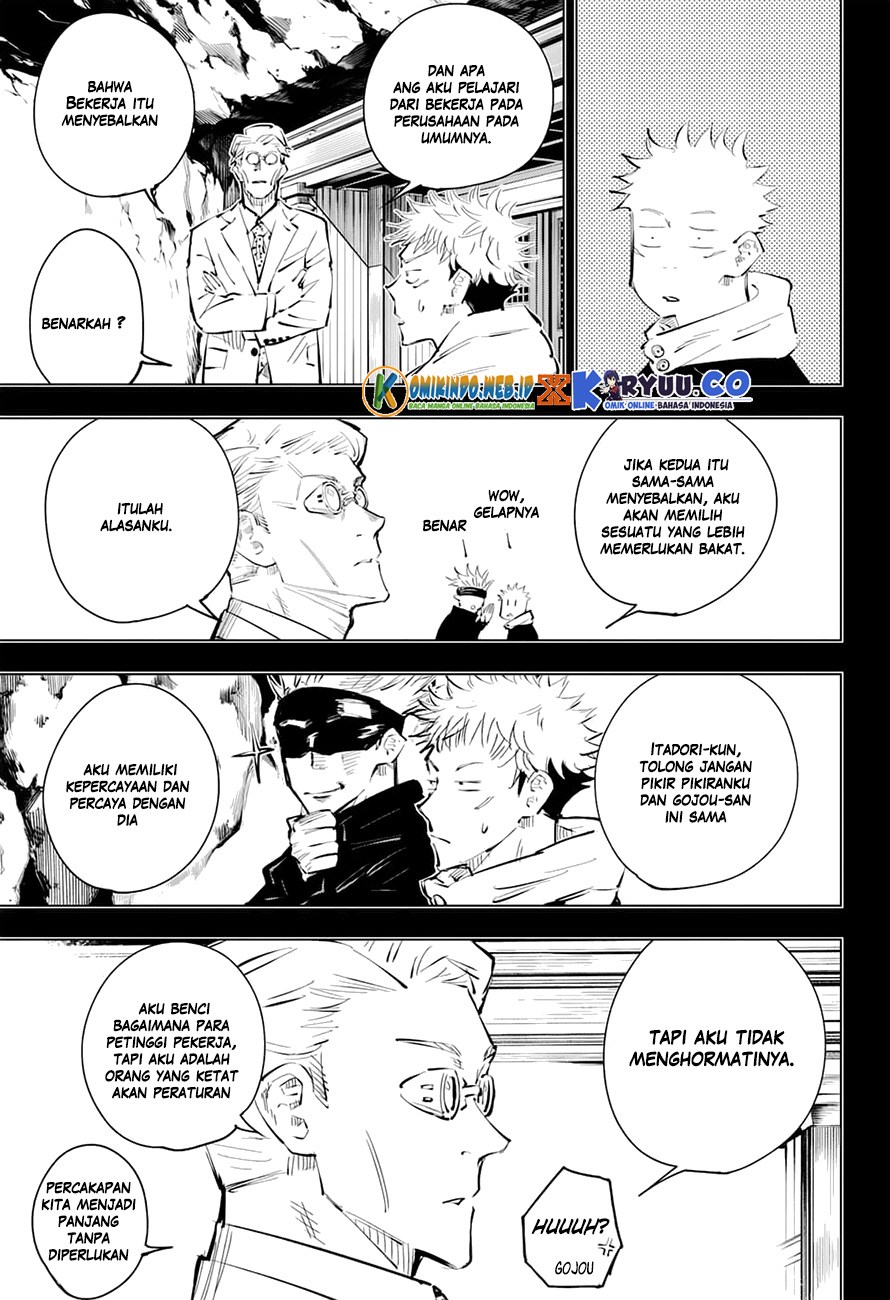 DAN APA
ANG AKU PELAJARI
DARI BEKERJA PADA
PERUSAHAAN PADA
UMUMNYA.
BAHWA
BEKERJA ITU
MENYEBALKAN
BENARKAH ?
KOMIKINDO.WEB.ID X KIRYUU.CO
BACA MANGA ONLINE BAHASA INDONESIA
OMIK ONLINE BAHASA INDONESIA
JIKA KEDUA ITU
SAMA-SAMA
MENYEBALKAN, AKU
AKAN MEMILIH
SESUATU YANG LEBIH
MEMERLUKAN BAKAT.
WOW,
GELAPNYA
BENAR
ITULAH
ALASANKU.
ITADORI-KUN,
TOLONG JANGAN
PIKIR PIKIRANKU
DAN GOJOU-SAN
INI SAMA
AKU MEMILIKI
KEPERCAYAAN DAN
PERCAYA DENGAN
DIA
TAPI AKU TIDAK
MENGHORMATINYA.
HUUUH?
GOJOU
AKU BENCI
BAGAIMANA PARA
PETINGGI PEKERJA,
TAPI AKU ADALAH
ORANG YANG KETAT
AKAN PERATURAN
PERCAKAPAN
KITA MENJADI
PANJANG
TANPA
DIPERLUKAN